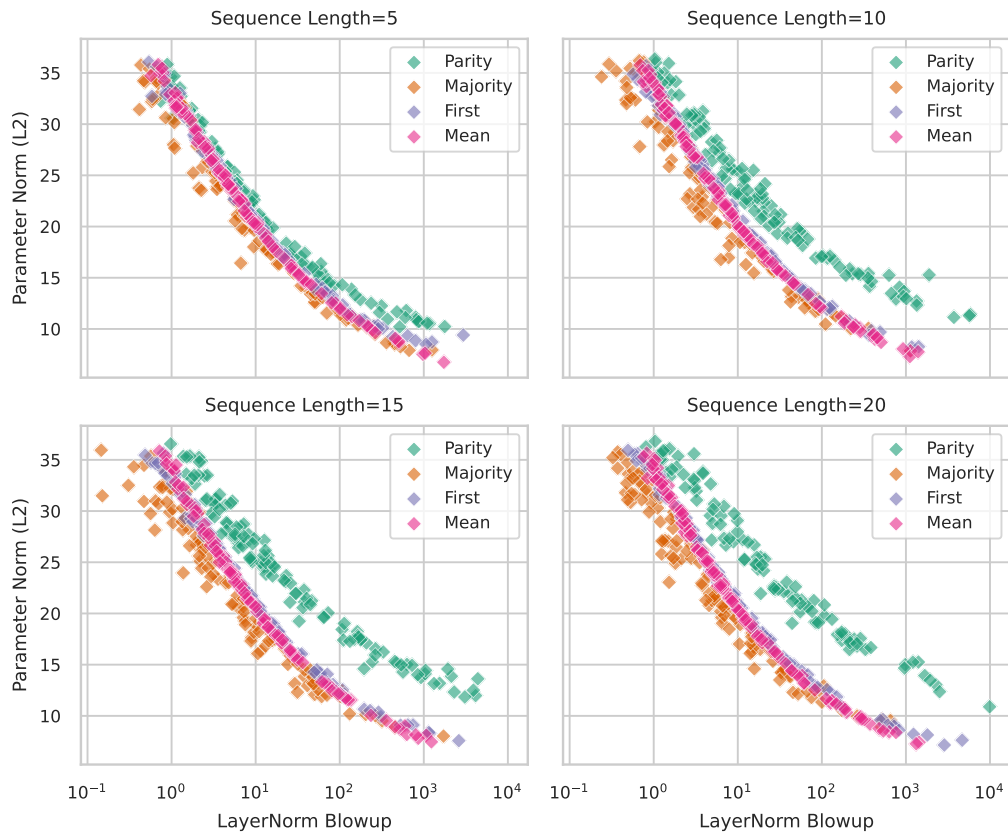 Sequence Length=5
Sequence Length=10
Parameter Norm (L2)
35
30
25
20
15
10
Parity
Majority
First
Mean
Parity
Majority
First
Mean
Sequence Length=15
Sequence Length=20
Parameter Norm (L2)
35
30
25
20
15
10
Parity
Majority
First
Mean
Parity
Majority
First
Mean
10⁻¹ 10⁰ 10¹ 10² 10³ 10⁴
10⁻¹ 10⁰ 10¹ 10² 10³ 10⁴
LayerNorm Blowup
LayerNorm Blowup